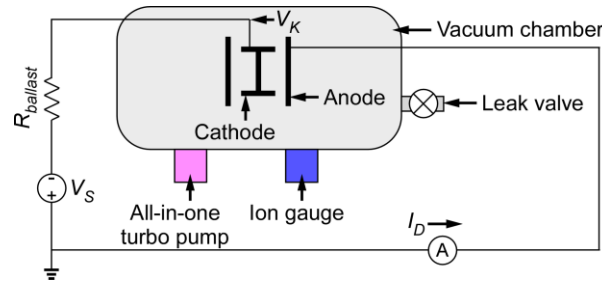 V_K
Vacuum chamber
R_ballast
Anode
Leak valve
Cathode
-
+
V_S
All-in-one
turbo pump
Ion gauge
I_D
A